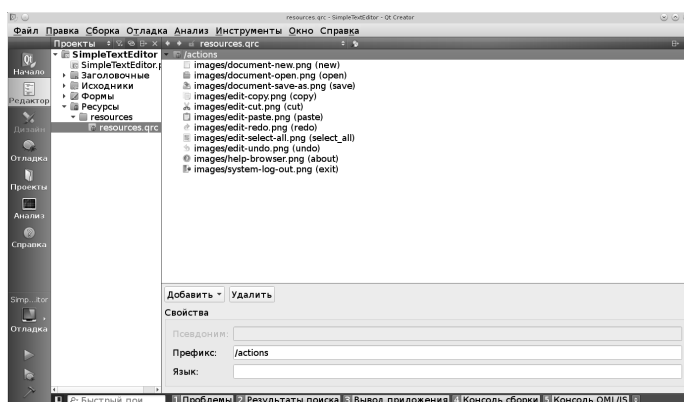 resources.qrc - SimpleTextEditor - Qt Creator
Файл Правка Сборка Отладка Анализ Инструменты Окно Справка
Проекты
resources.qrc
Начало
Редактор
Дизайн
Отладка
Проекты
Анализ
Справка
Simp...itor
Отладка
SimpleTextEditor
SimpleTextEditor.p
Заголовочные
Исходники
Формы
Ресурсы
resources
resources.qrc
/actions
images/document-new.png (new)
images/document-open.png (open)
images/document-save-as.png (save)
images/edit-copy.png (copy)
images/edit-cut.png (cut)
images/edit-paste.png (paste)
images/edit-redo.png (redo)
images/edit-select-all.png (select_all)
images/edit-undo.png (undo)
images/help-browser.png (about)
images/system-log-out.png (exit)
Добавить Удалить
Свойства
Псевдоним:
Префикс: /actions
Язык:
Быстрый пои
1 Проблемы 2 Результаты поиска 3 Вывод приложения 4 Консоль сборки 5 Консоль QML/JS